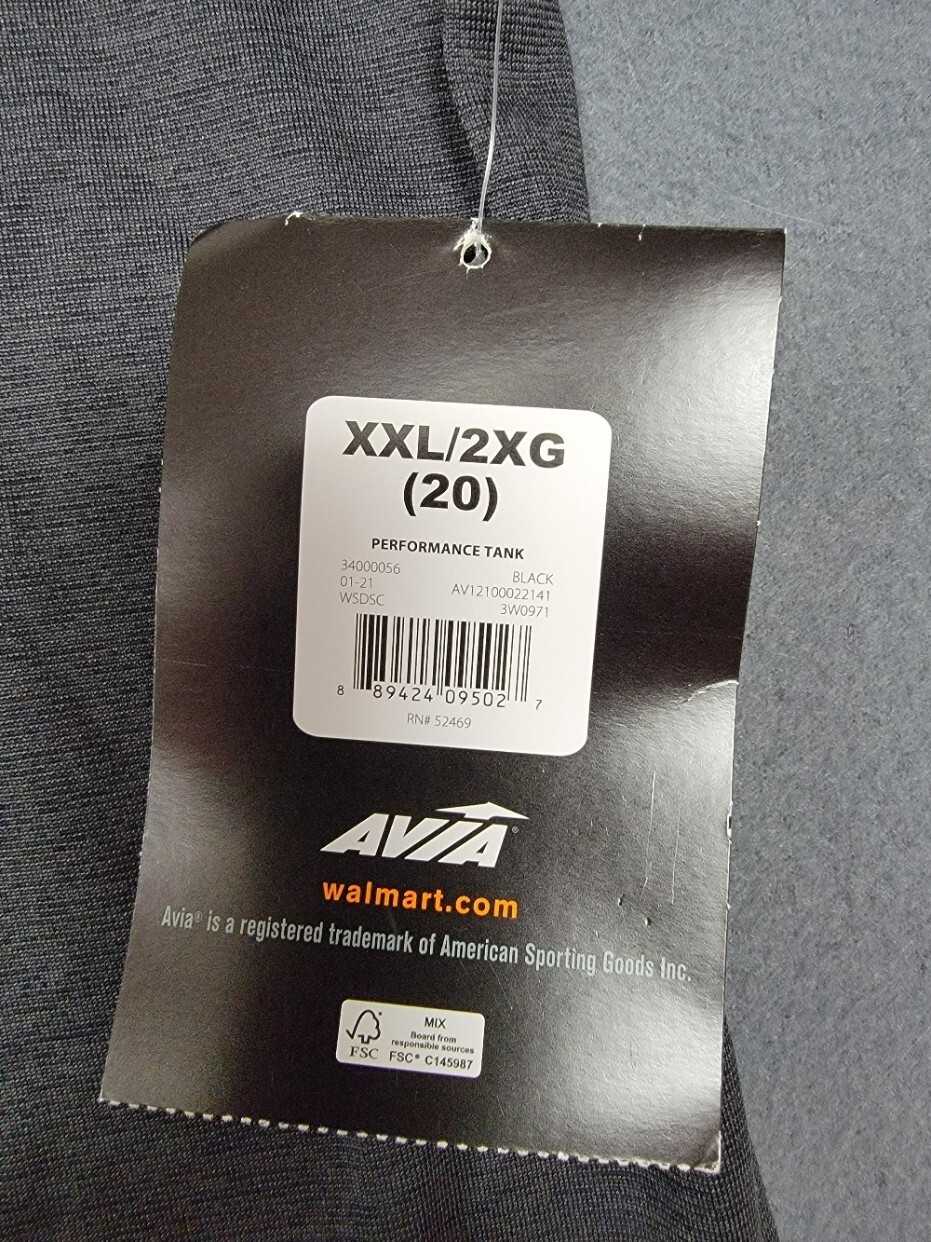 XXL/2XG
(20)
PERFORMANCE TANK
34000056 BLACK
01-21 AV12100022141
WSDSC 3W0971
8 89424 09502 7
RN# 52469
AVIA®
walmart.com
Avia® is a registered trademark of American Sporting Goods Inc.
MIX
Board from
responsible sources
FSC FSC® C145987